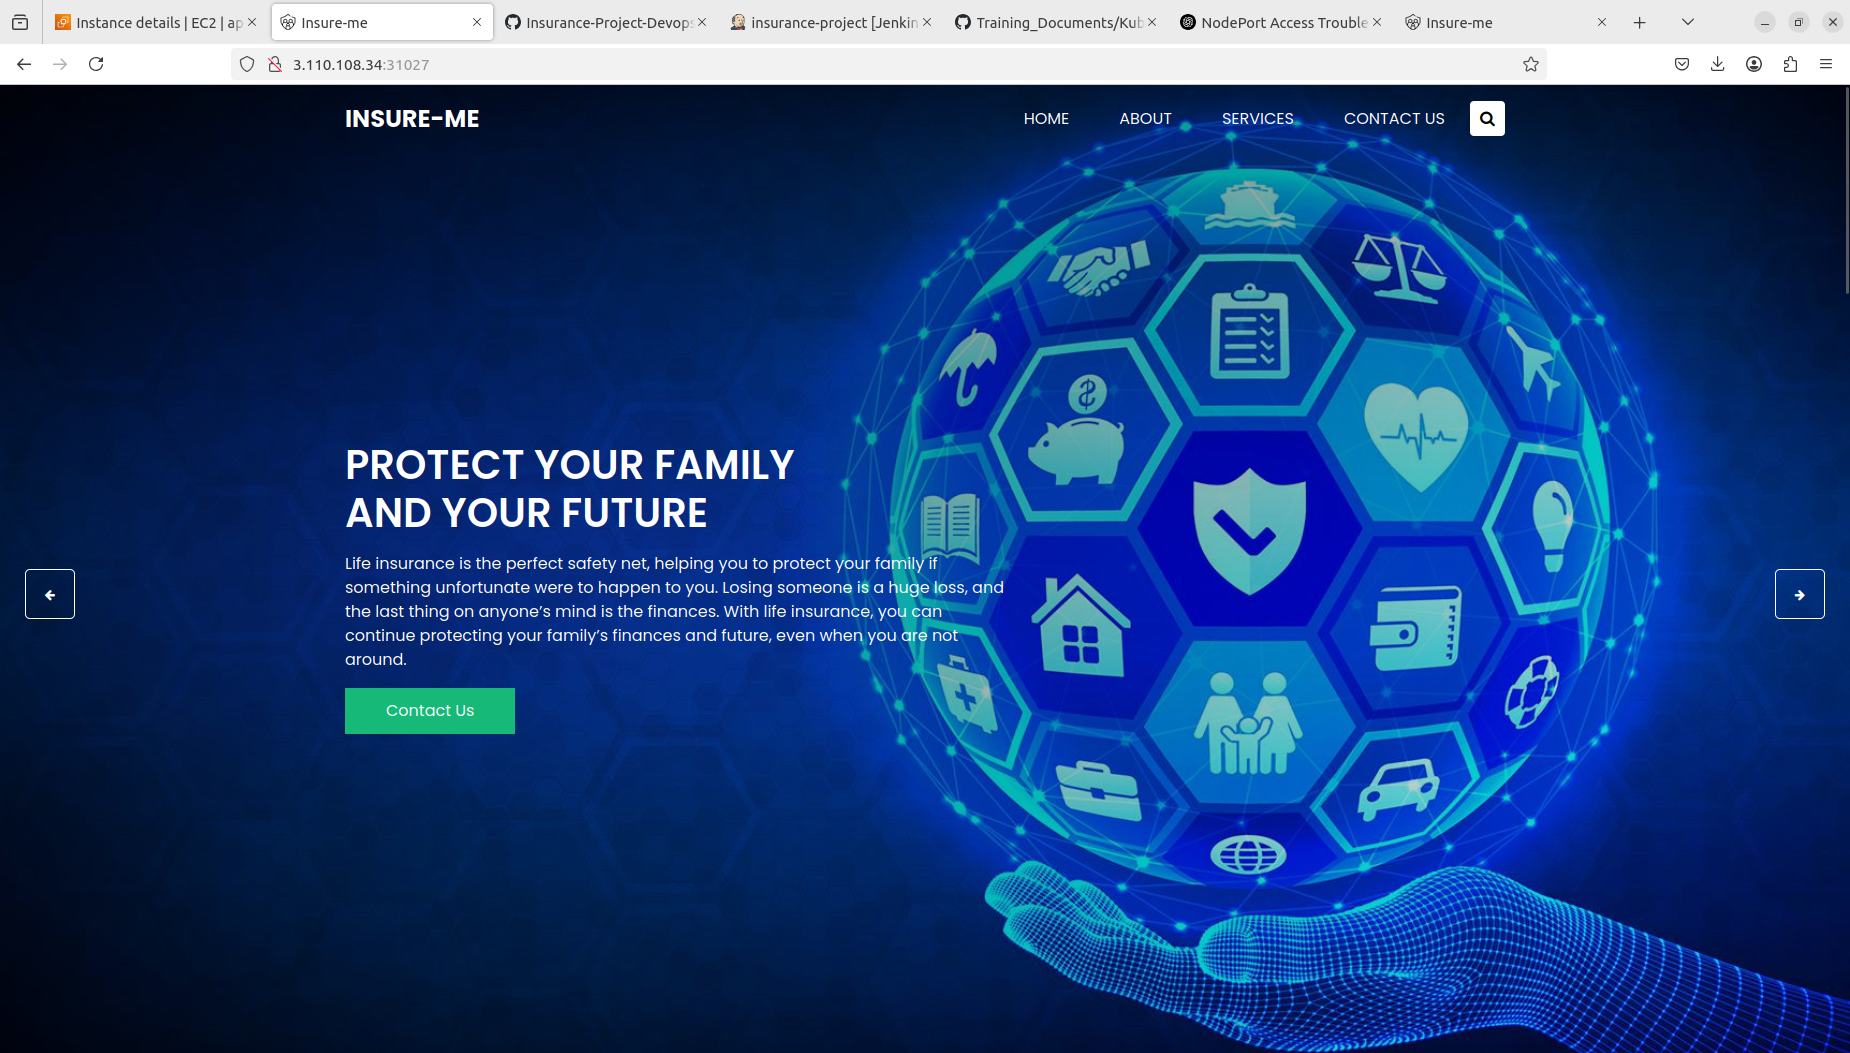 Instance details | EC2 | ap
Insure-me
Insurance-Project-Devops
insurance-project [Jenkin
Training_Documents/Kub
NodePort Access Trouble
Insure-me
3.110.108.34:31027
INSURE-ME
HOME
ABOUT
SERVICES
CONTACT US
PROTECT YOUR FAMILY
AND YOUR FUTURE
Life insurance is the perfect safety net, helping you to protect your family if
something unfortunate were to happen to you. Losing someone is a huge loss, and
the last thing on anyone’s mind is the finances. With life insurance, you can
continue protecting your family’s finances and future, even when you are not
around.
Contact Us